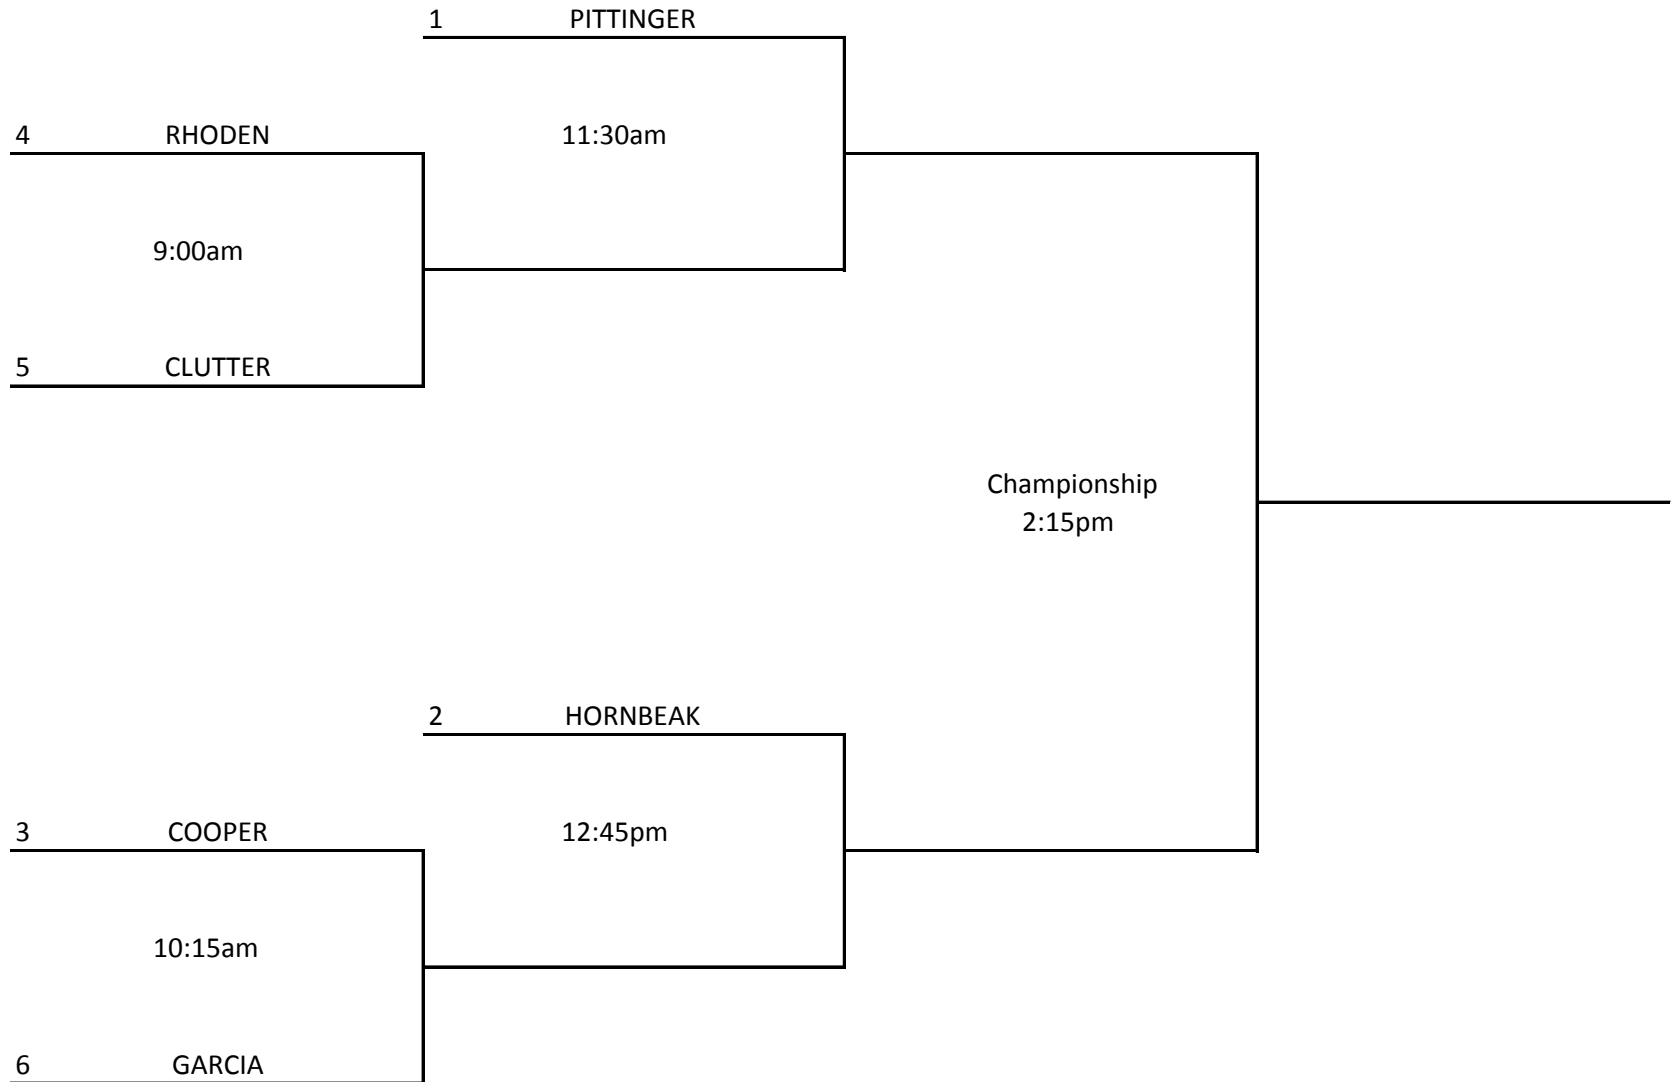 1 PITTINGER
4 RHODEN
11:30am
9:00am
5 CLUTTER
Championship
2:15pm
2 HORNBEAK
3 COOPER
12:45pm
10:15am
6 GARCIA